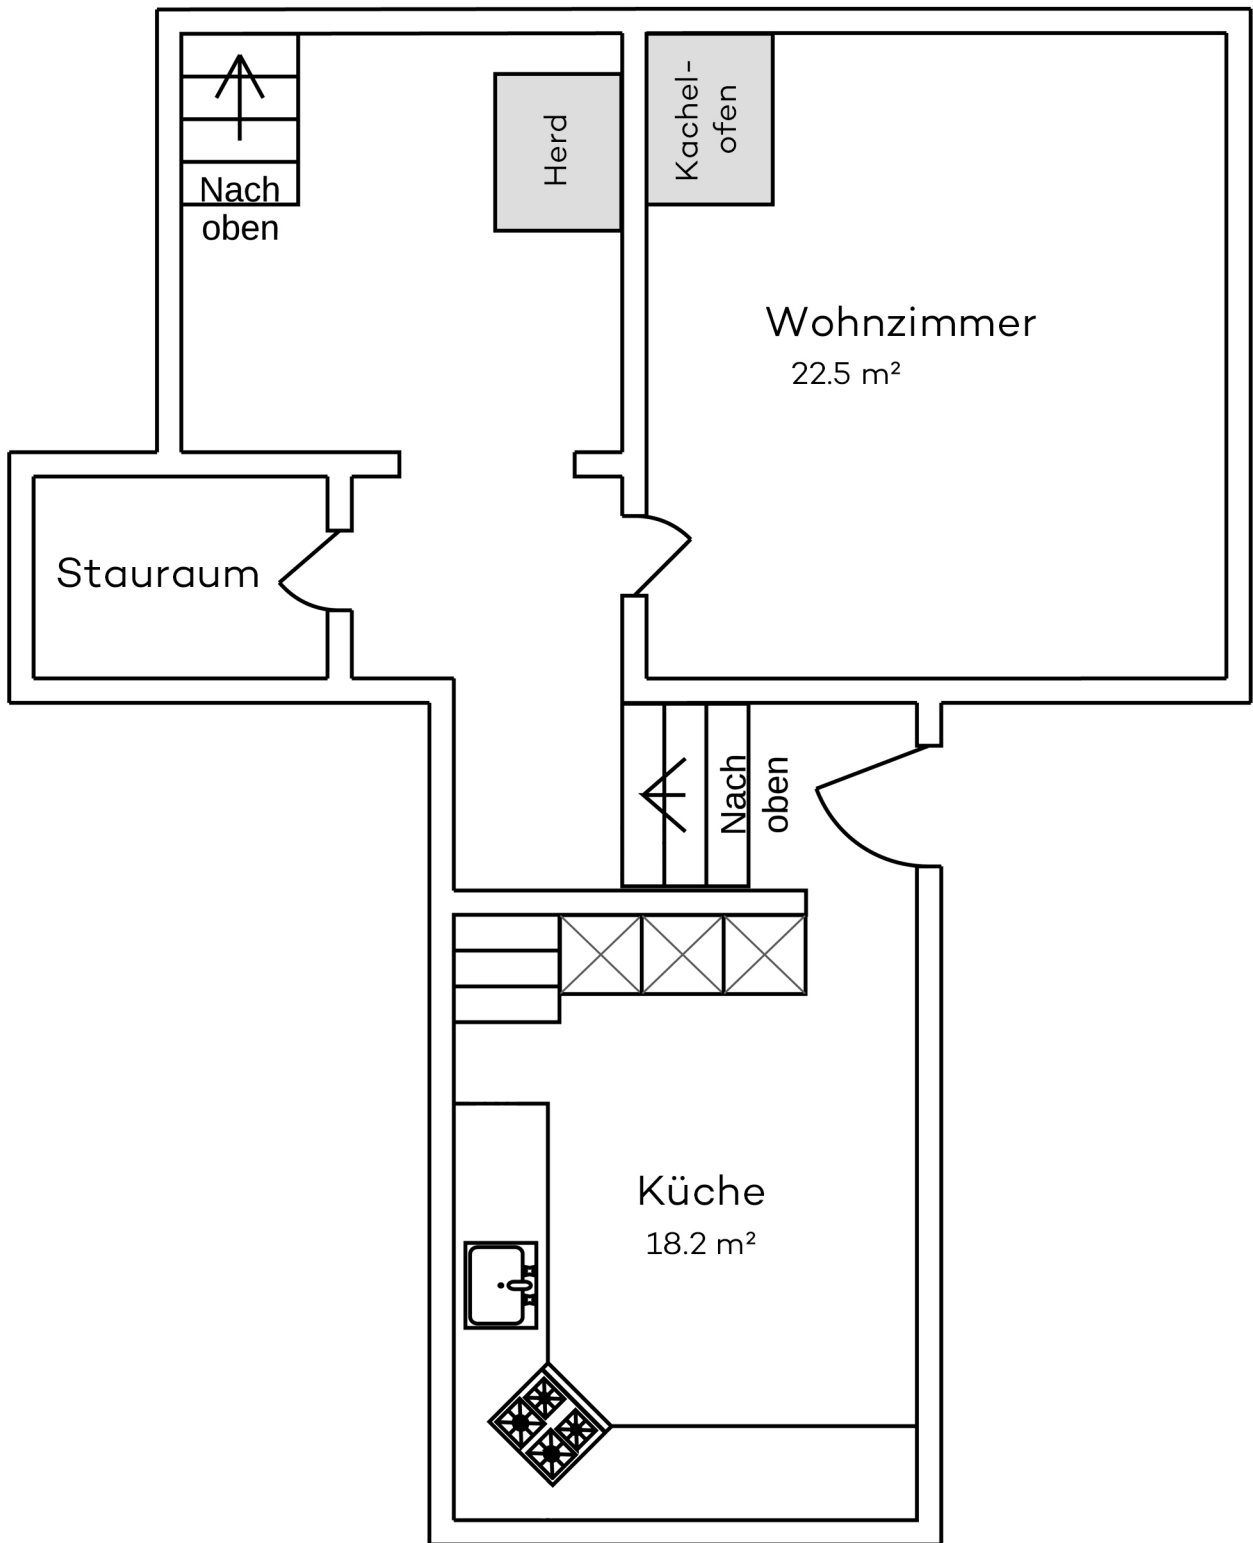 Nach
oben
Herd
Kachel-
ofen
Wohnzimmer
22.5 m²
Stauraum
Nach
oben
Küche
18.2 m²